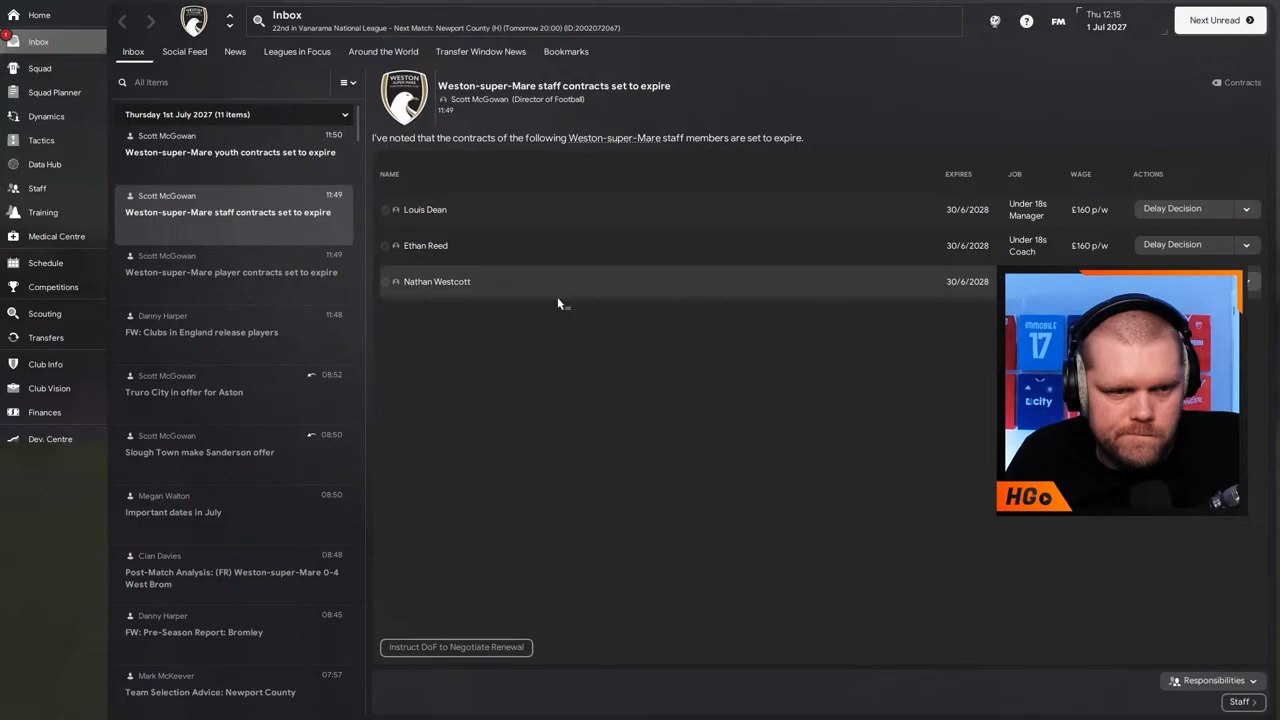 Home
1
Inbox
Squad
Squad Planner
Dynamics
Tactics
Data Hub
Staff
Training
Medical Centre
Schedule
Competitions
Scouting
Transfers
Club Info
Club Vision
Finances
Dev. Centre
Inbox
22nd in Vanarama National League - Next Match: Newport County (H) (Tomorrow 20:00) (ID:2002072067)
FM
Thu 12:15
1 Jul 2027
Next Unread
Inbox
Social Feed
News
Leagues in Focus
Around the World
Transfer Window News
Bookmarks
All Items
Thursday 1st July 2027 (11 items)
Scott McGowan 11:50
Weston-super-Mare youth contracts set to expire
Scott McGowan 11:49
Weston-super-Mare staff contracts set to expire
Scott McGowan 11:49
Weston-super-Mare player contracts set to expire
Danny Harper 11:48
FW: Clubs in England release players
Scott McGowan 08:52
Truro City in offer for Aston
Scott McGowan 08:50
Slough Town make Sanderson offer
Megan Walton 08:50
Important dates in July
Cian Davies 08:48
Post-Match Analysis: (FR) Weston-super-Mare 0-4
West Brom
Danny Harper 08:45
FW: Pre-Season Report: Bromley
Mark McKeever 07:57
Team Selection Advice: Newport County
Weston-super-Mare staff contracts set to expire
Scott McGowan (Director of Football)
11:49
Contracts
I've noted that the contracts of the following Weston-super-Mare staff members are set to expire.
NAME EXPIRES JOB WAGE ACTIONS
Louis Dean 30/6/2028 Under 18s Manager £160 p/w Delay Decision
Ethan Reed 30/6/2028 Under 18s Coach £160 p/w Delay Decision
Nathan Westcott 30/6/2028
IMMOBILE
17
city
HGo
Instruct DoF to Negotiate Renewal
Responsibilities
Staff